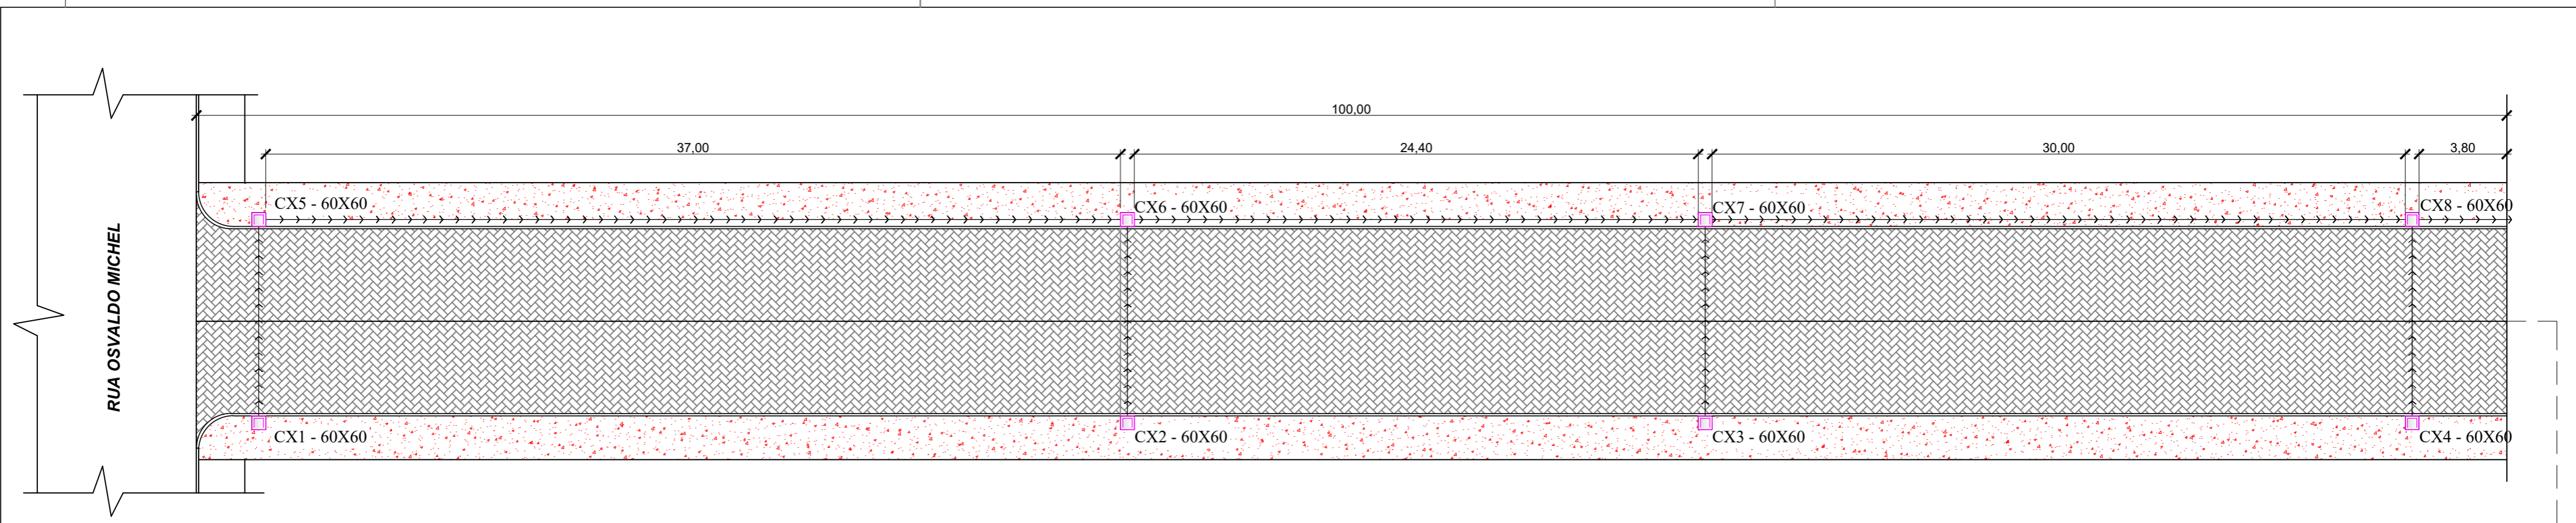 100,00
37,00
24,40
30,00
3,80
CX5 - 60X60
CX6 - 60X60
CX7 - 60X60
CX8 - 60X60
RUA OSVALDO MICHEL
CX1 - 60X60
CX2 - 60X60
CX3 - 60X60
CX4 - 60X60